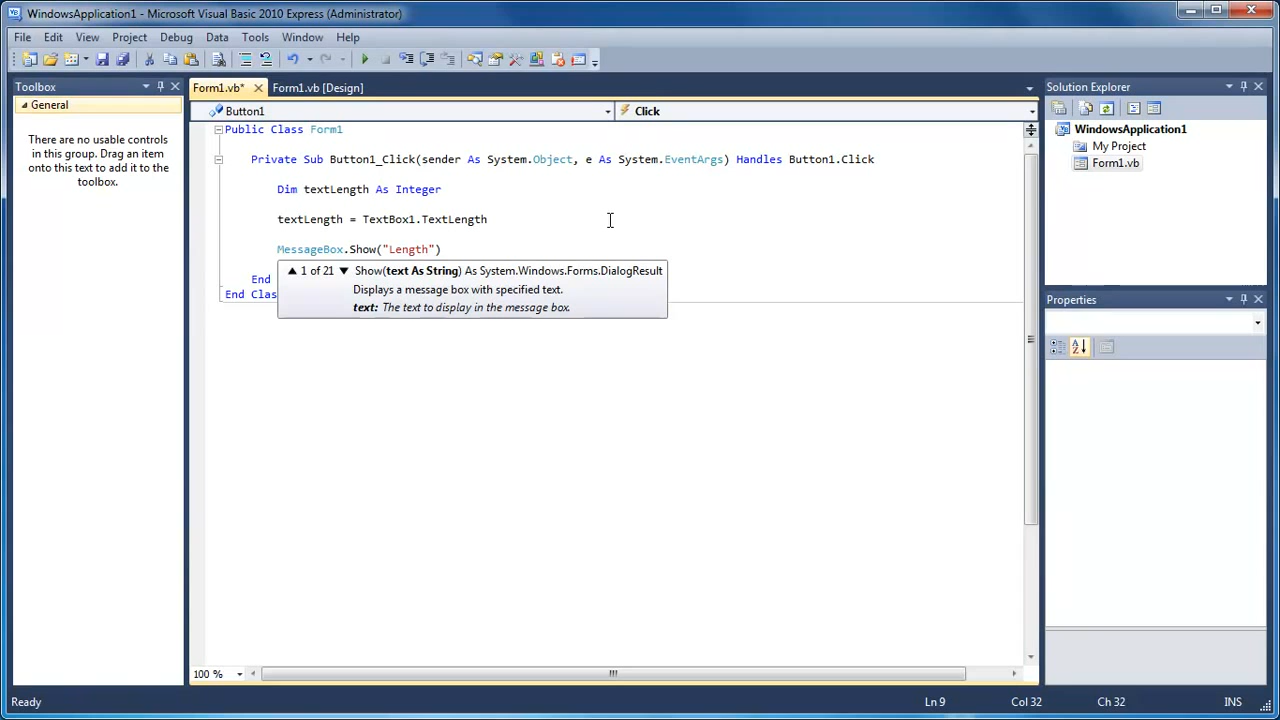 WindowsApplication1 - Microsoft Visual Basic 2010 Express (Administrator)
File Edit View Project Debug Data Tools Window Help
Toolbox
General
There are no usable controls
in this group. Drag an item
onto this text to add it to the
toolbox.
Form1.vb* Form1.vb [Design]
Button1 Click
Public Class Form1
Private Sub Button1_Click(sender As System.Object, e As System.EventArgs) Handles Button1.Click
Dim textLength As Integer
textLength = TextBox1.TextLength
MessageBox.Show("Length")
1 of 21 Show(text As String) As System.Windows.Forms.DialogResult
Displays a message box with specified text.
text: The text to display in the message box.
End
End Clas
100 %
Solution Explorer
WindowsApplication1
My Project
Form1.vb
Properties
Ready Ln 9 Col 32 Ch 32 INS